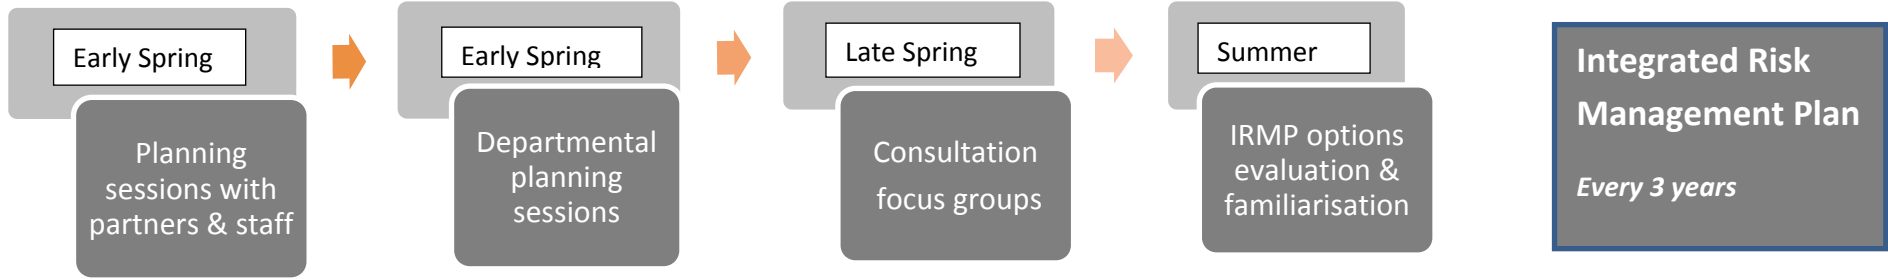 Early Spring
Planning
sessions with
partners & staff
Early Spring
Departmental
planning
sessions
Late Spring
Consultation
focus groups
Summer
IRMP options
evaluation &
familiarisation
Integrated Risk
Management Plan
Every 3 years